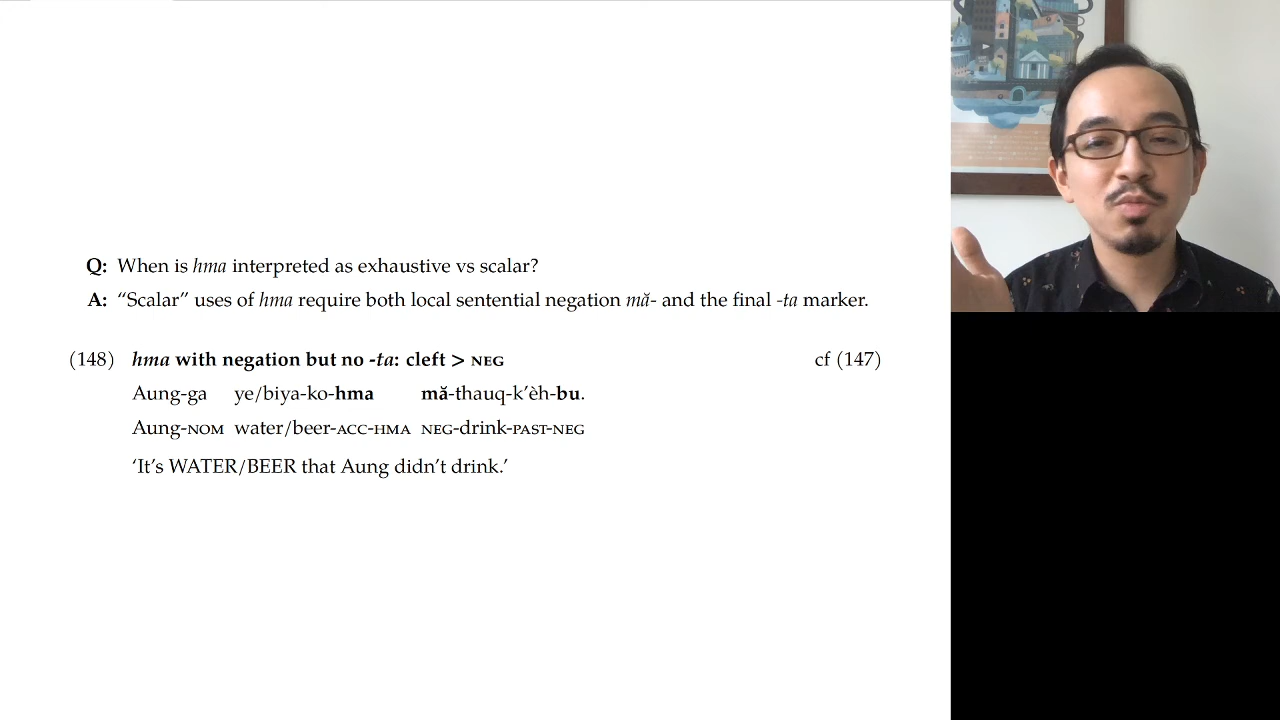 Q: When is hma interpreted as exhaustive vs scalar?
A: “Scalar” uses of hma require both local sentential negation mă- and the final -ta marker.
(148) hma with negation but no -ta: cleft > NEG cf (147)
Aung-ga ye/biya-ko-hma mă-thauq-k’èh-bu.
Aung-NOM water/beer-ACC-HMA NEG-drink-PAST-NEG
‘It’s WATER/BEER that Aung didn’t drink.’